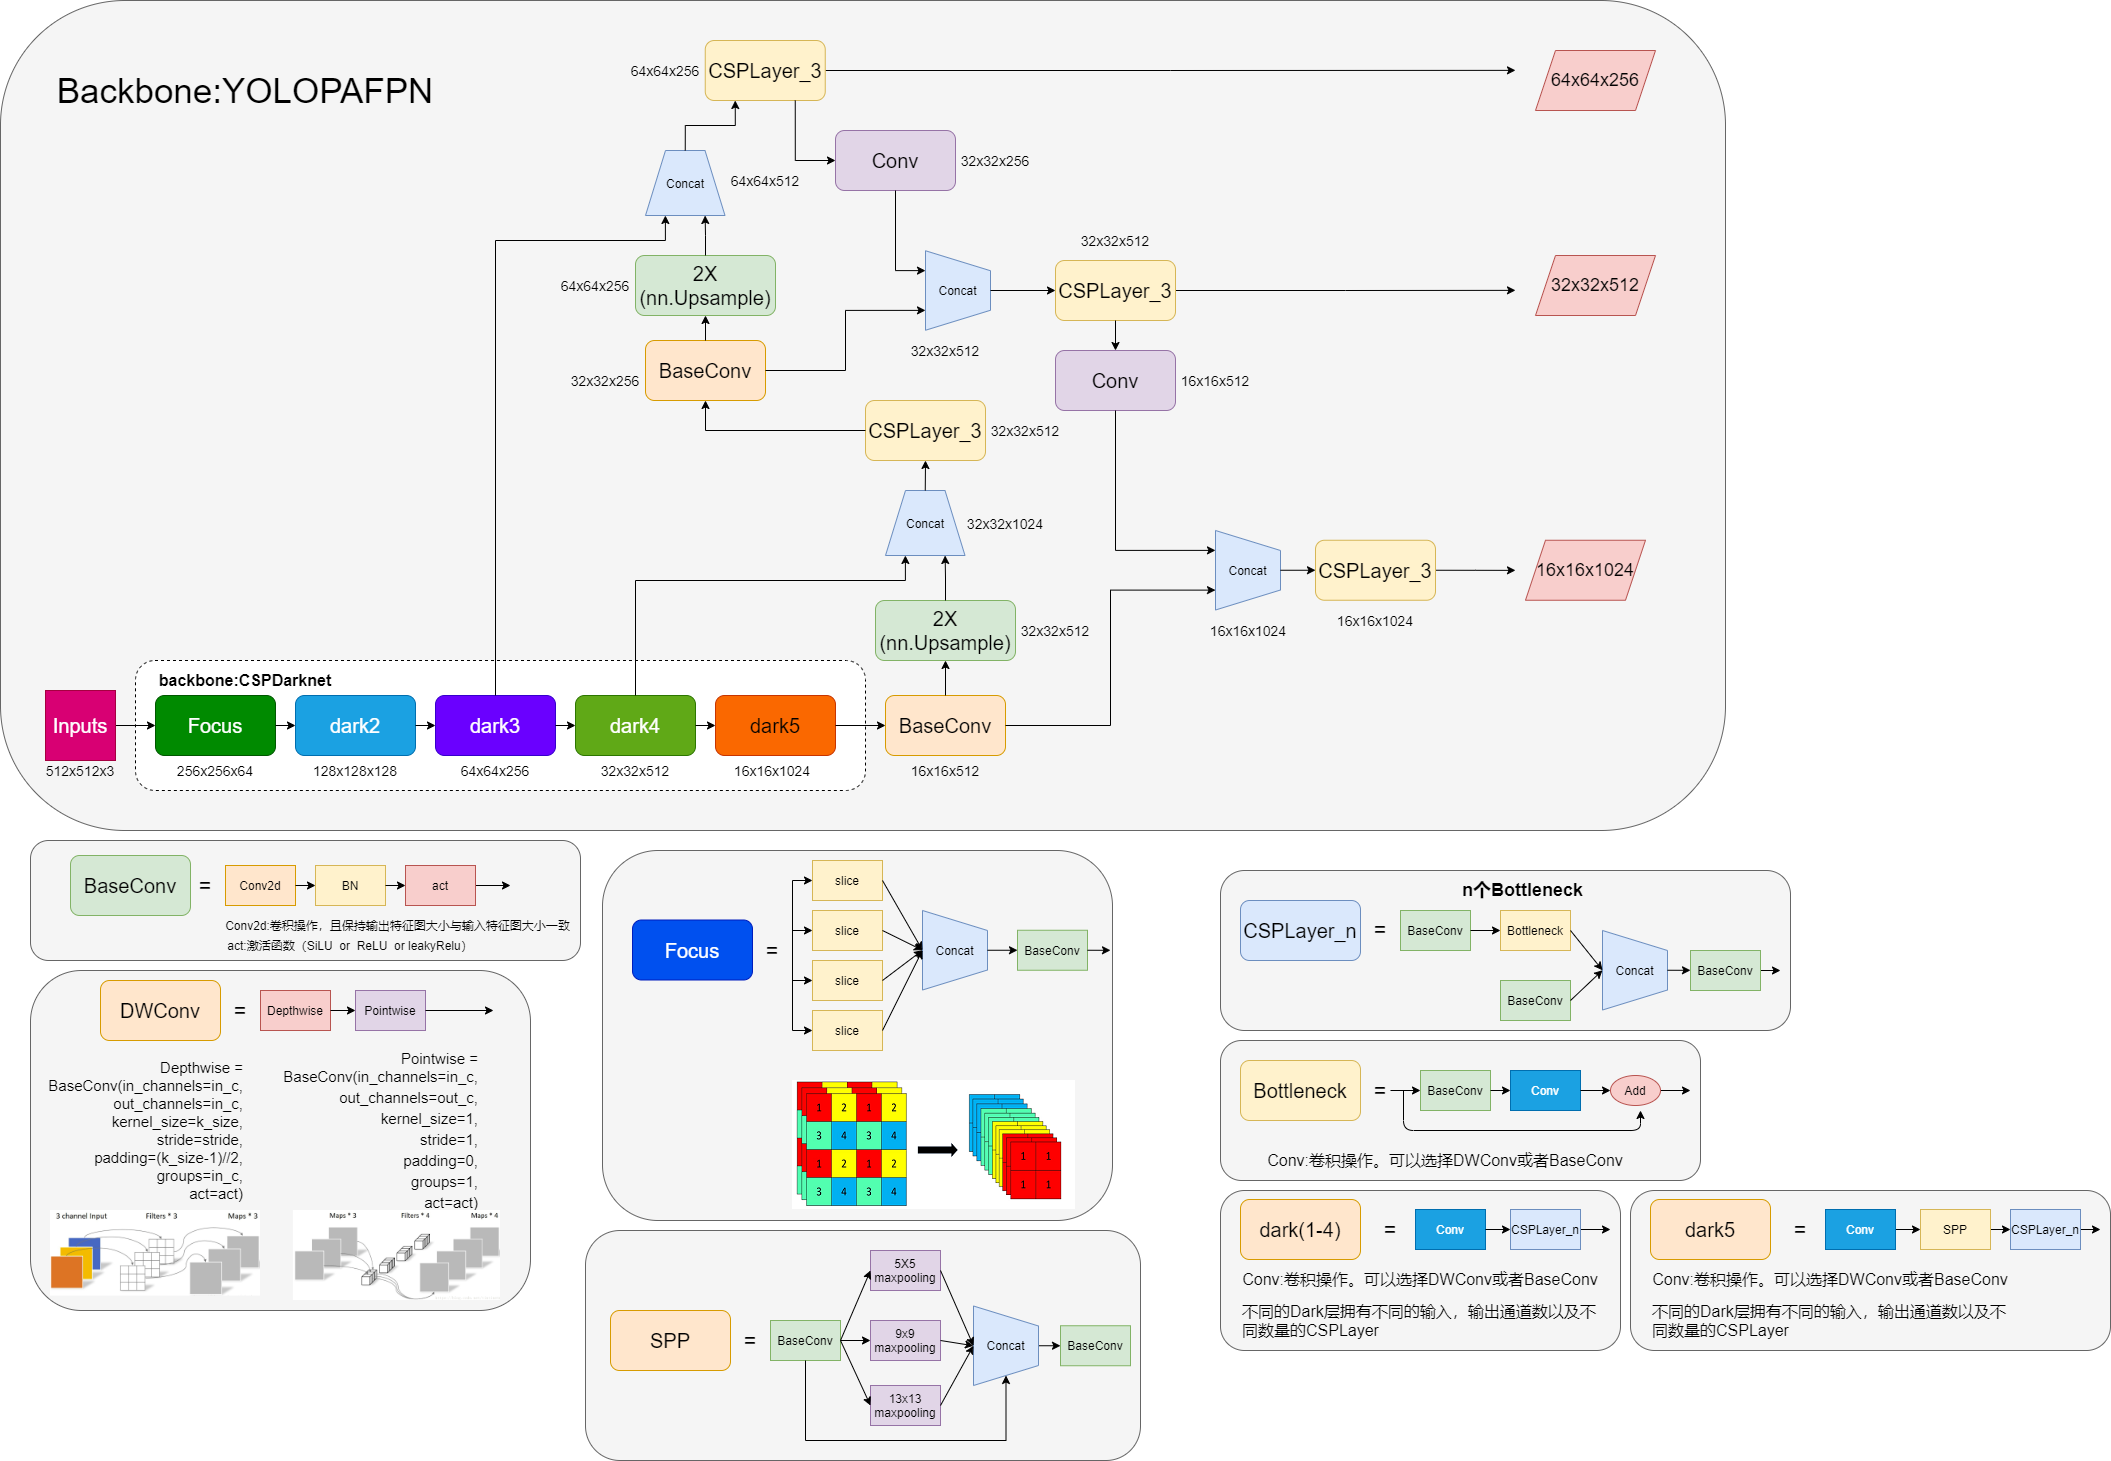 Backbone:YOLOPAFPN
64x64x256
CSPLayer_3
64x64x256
Concat
64x64x512
Conv
32x32x256
2X
(nn.Upsample)
64x64x256
Concat
32x32x512
32x32x512
CSPLayer_3
32x32x512
BaseConv
32x32x256
Conv
16x16x512
CSPLayer_3
32x32x512
Concat
32x32x1024
Concat
16x16x1024
CSPLayer_3
16x16x1024
16x16x1024
2X
(nn.Upsample)
32x32x512
backbone:CSPDarknet
Inputs
512x512x3
Focus
256x256x64
dark2
128x128x128
dark3
64x64x256
dark4
32x32x512
dark5
16x16x1024
BaseConv
16x16x512
BaseConv
=
Conv2d
BN
act
Conv2d:卷积操作，且保持输出特征图大小与输入特征图大小一致
act:激活函数（SiLU or ReLU or leakyRelu）
DWConv
=
Depthwise
Pointwise
Depthwise =
BaseConv(in_channels=in_c,
out_channels=in_c,
kernel_size=k_size,
stride=stride,
padding=(k_size-1)//2,
groups=in_c,
act=act)
Pointwise =
BaseConv(in_channels=in_c,
out_channels=out_c,
kernel_size=1,
stride=1,
padding=0,
groups=1,
act=act)
3 channel Input
Filters * 3
Maps * 3
Maps * 3
Filters * 4
Maps * 4
Focus
=
slice
slice
slice
slice
Concat
BaseConv
1 2 1 2
3 4 3 4
1 2 1 2
3 4 3 4
1 1
1 1
SPP
=
BaseConv
5X5
maxpooling
9x9
maxpooling
13x13
maxpooling
Concat
BaseConv
n个Bottleneck
CSPLayer_n
=
BaseConv
Bottleneck
BaseConv
Concat
BaseConv
Bottleneck
=
BaseConv
Conv
Add
Conv:卷积操作。可以选择DWConv或者BaseConv
dark(1-4)
=
Conv
CSPLayer_n
Conv:卷积操作。可以选择DWConv或者BaseConv
不同的Dark层拥有不同的输入，输出通道数以及不
同数量的CSPLayer
dark5
=
Conv
SPP
CSPLayer_n
Conv:卷积操作。可以选择DWConv或者BaseConv
不同的Dark层拥有不同的输入，输出通道数以及不
同数量的CSPLayer